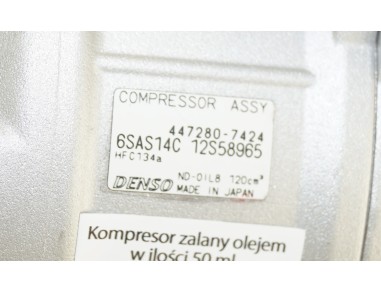 COMPRESSOR ASSY
447280-7424
6SAS14C 12S58965
HFC134a
ND-OIL8 120cm³
DENSO MADE IN JAPAN
Kompresor zalany olejem
w ilości 50 ml